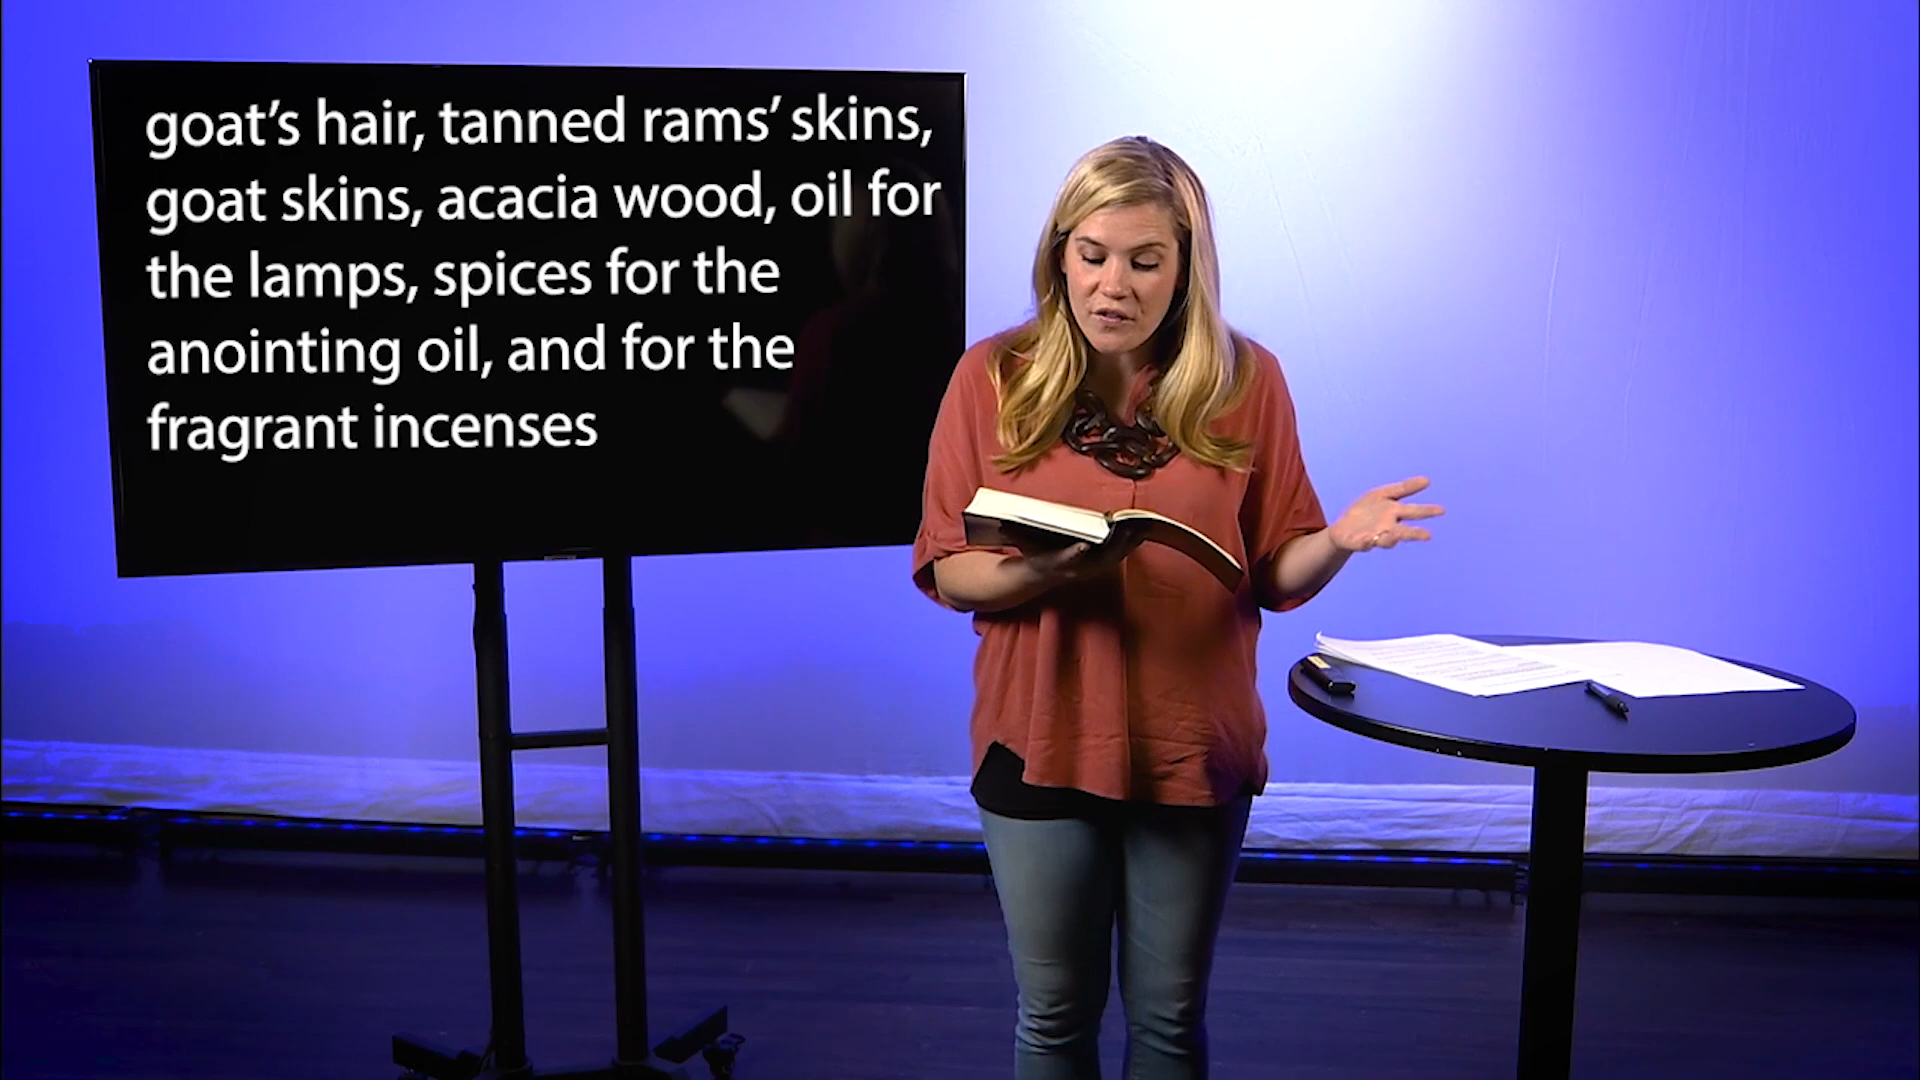 goat’s hair, tanned rams’ skins,
goat skins, acacia wood, oil for
the lamps, spices for the
anointing oil, and for the
fragrant incenses